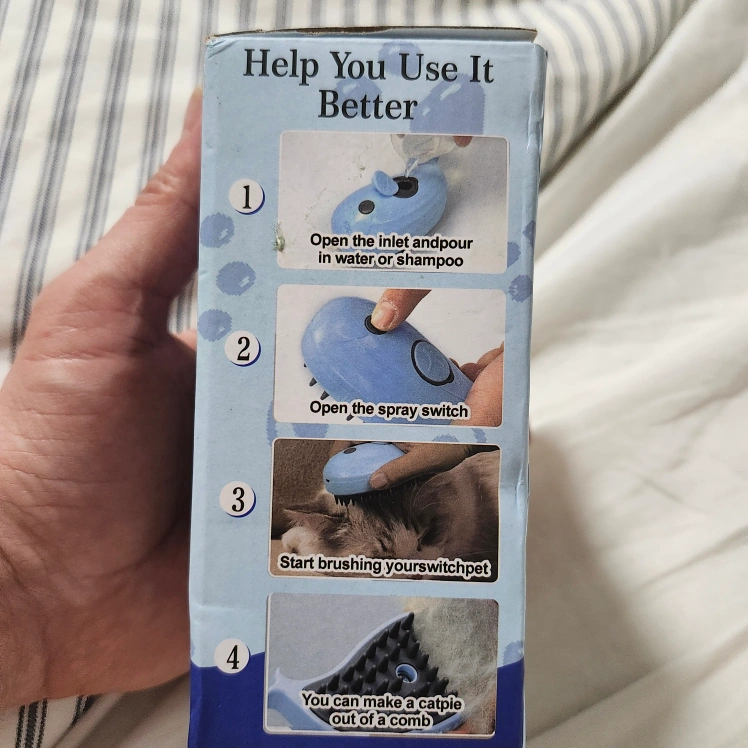 Help You Use It
Better
1
Open the inlet andpour
in water or shampoo
2
Open the spray switch
3
Start brushing yourswitchpet
4
You can make a catpie
out of a comb